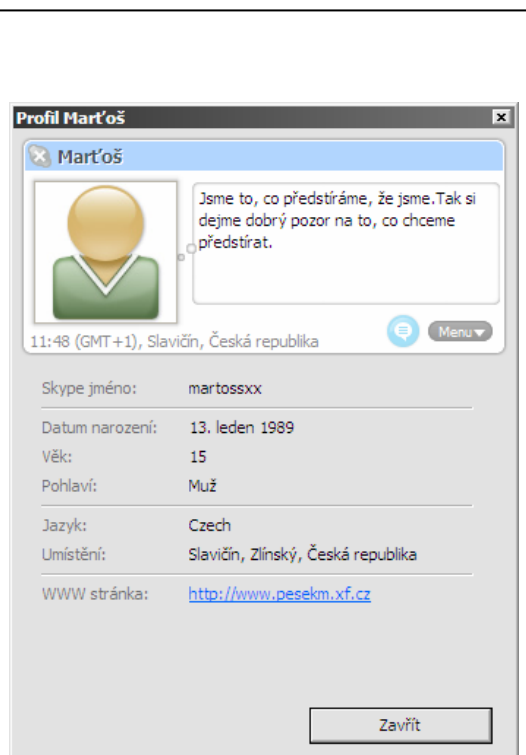 Profil Marťoš
Marťoš
Jsme to, co předstíráme, že jsme.Tak si
dejme dobrý pozor na to, co chceme
předstírat.
11:48 (GMT+1), Slavičín, Česká republika
Menu
Skype jméno: martossxx
Datum narození: 13. leden 1989
Věk: 15
Pohlaví: Muž
Jazyk: Czech
Umístění: Slavičín, Zlínský, Česká republika
WWW stránka: http://www.pesekm.xf.cz
Zavřít